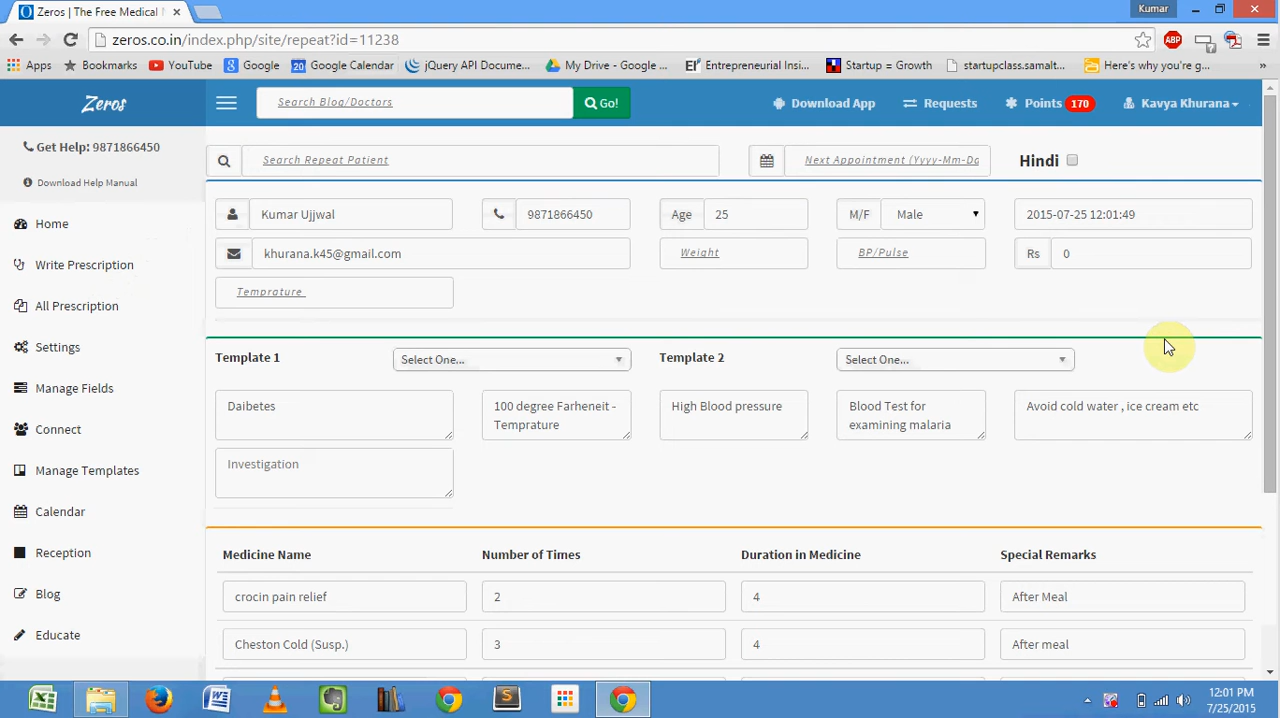 Zeros | The Free Medical
Kumar
zeros.co.in/index.php/site/repeat?id=11238
ABP
7
Apps
Bookmarks
YouTube
Google
20 Google Calendar
jQuery API Docume...
My Drive - Google ...
Entrepreneurial Insi...
Startup = Growth
startupclass.samalt...
Here's why you're g...
»
Zeros
Search Blog/Doctors
Go!
Download App
Requests
Points 170
Kavya Khurana
Get Help: 9871866450
Download Help Manual
Home
Write Prescription
All Prescription
Settings
Manage Fields
Connect
Manage Templates
Calendar
Reception
Blog
Educate
Search Repeat Patient
Next Appointment (Yyyy-Mm-Da
Hindi
Kumar Ujjwal
9871866450
Age 25
M/F Male
2015-07-25 12:01:49
khurana.k45@gmail.com
Weight
BP/Pulse
Rs 0
Temprature
Template 1
Select One...
Template 2
Select One...
Daibetes
100 degree Farheneit -
Temprature
High Blood pressure
Blood Test for
examining malaria
Avoid cold water , ice cream etc
Investigation
Medicine Name Number of Times Duration in Medicine Special Remarks
crocin pain relief 2 4 After Meal
Cheston Cold (Susp.) 3 4 After meal
12:01 PM
7/25/2015